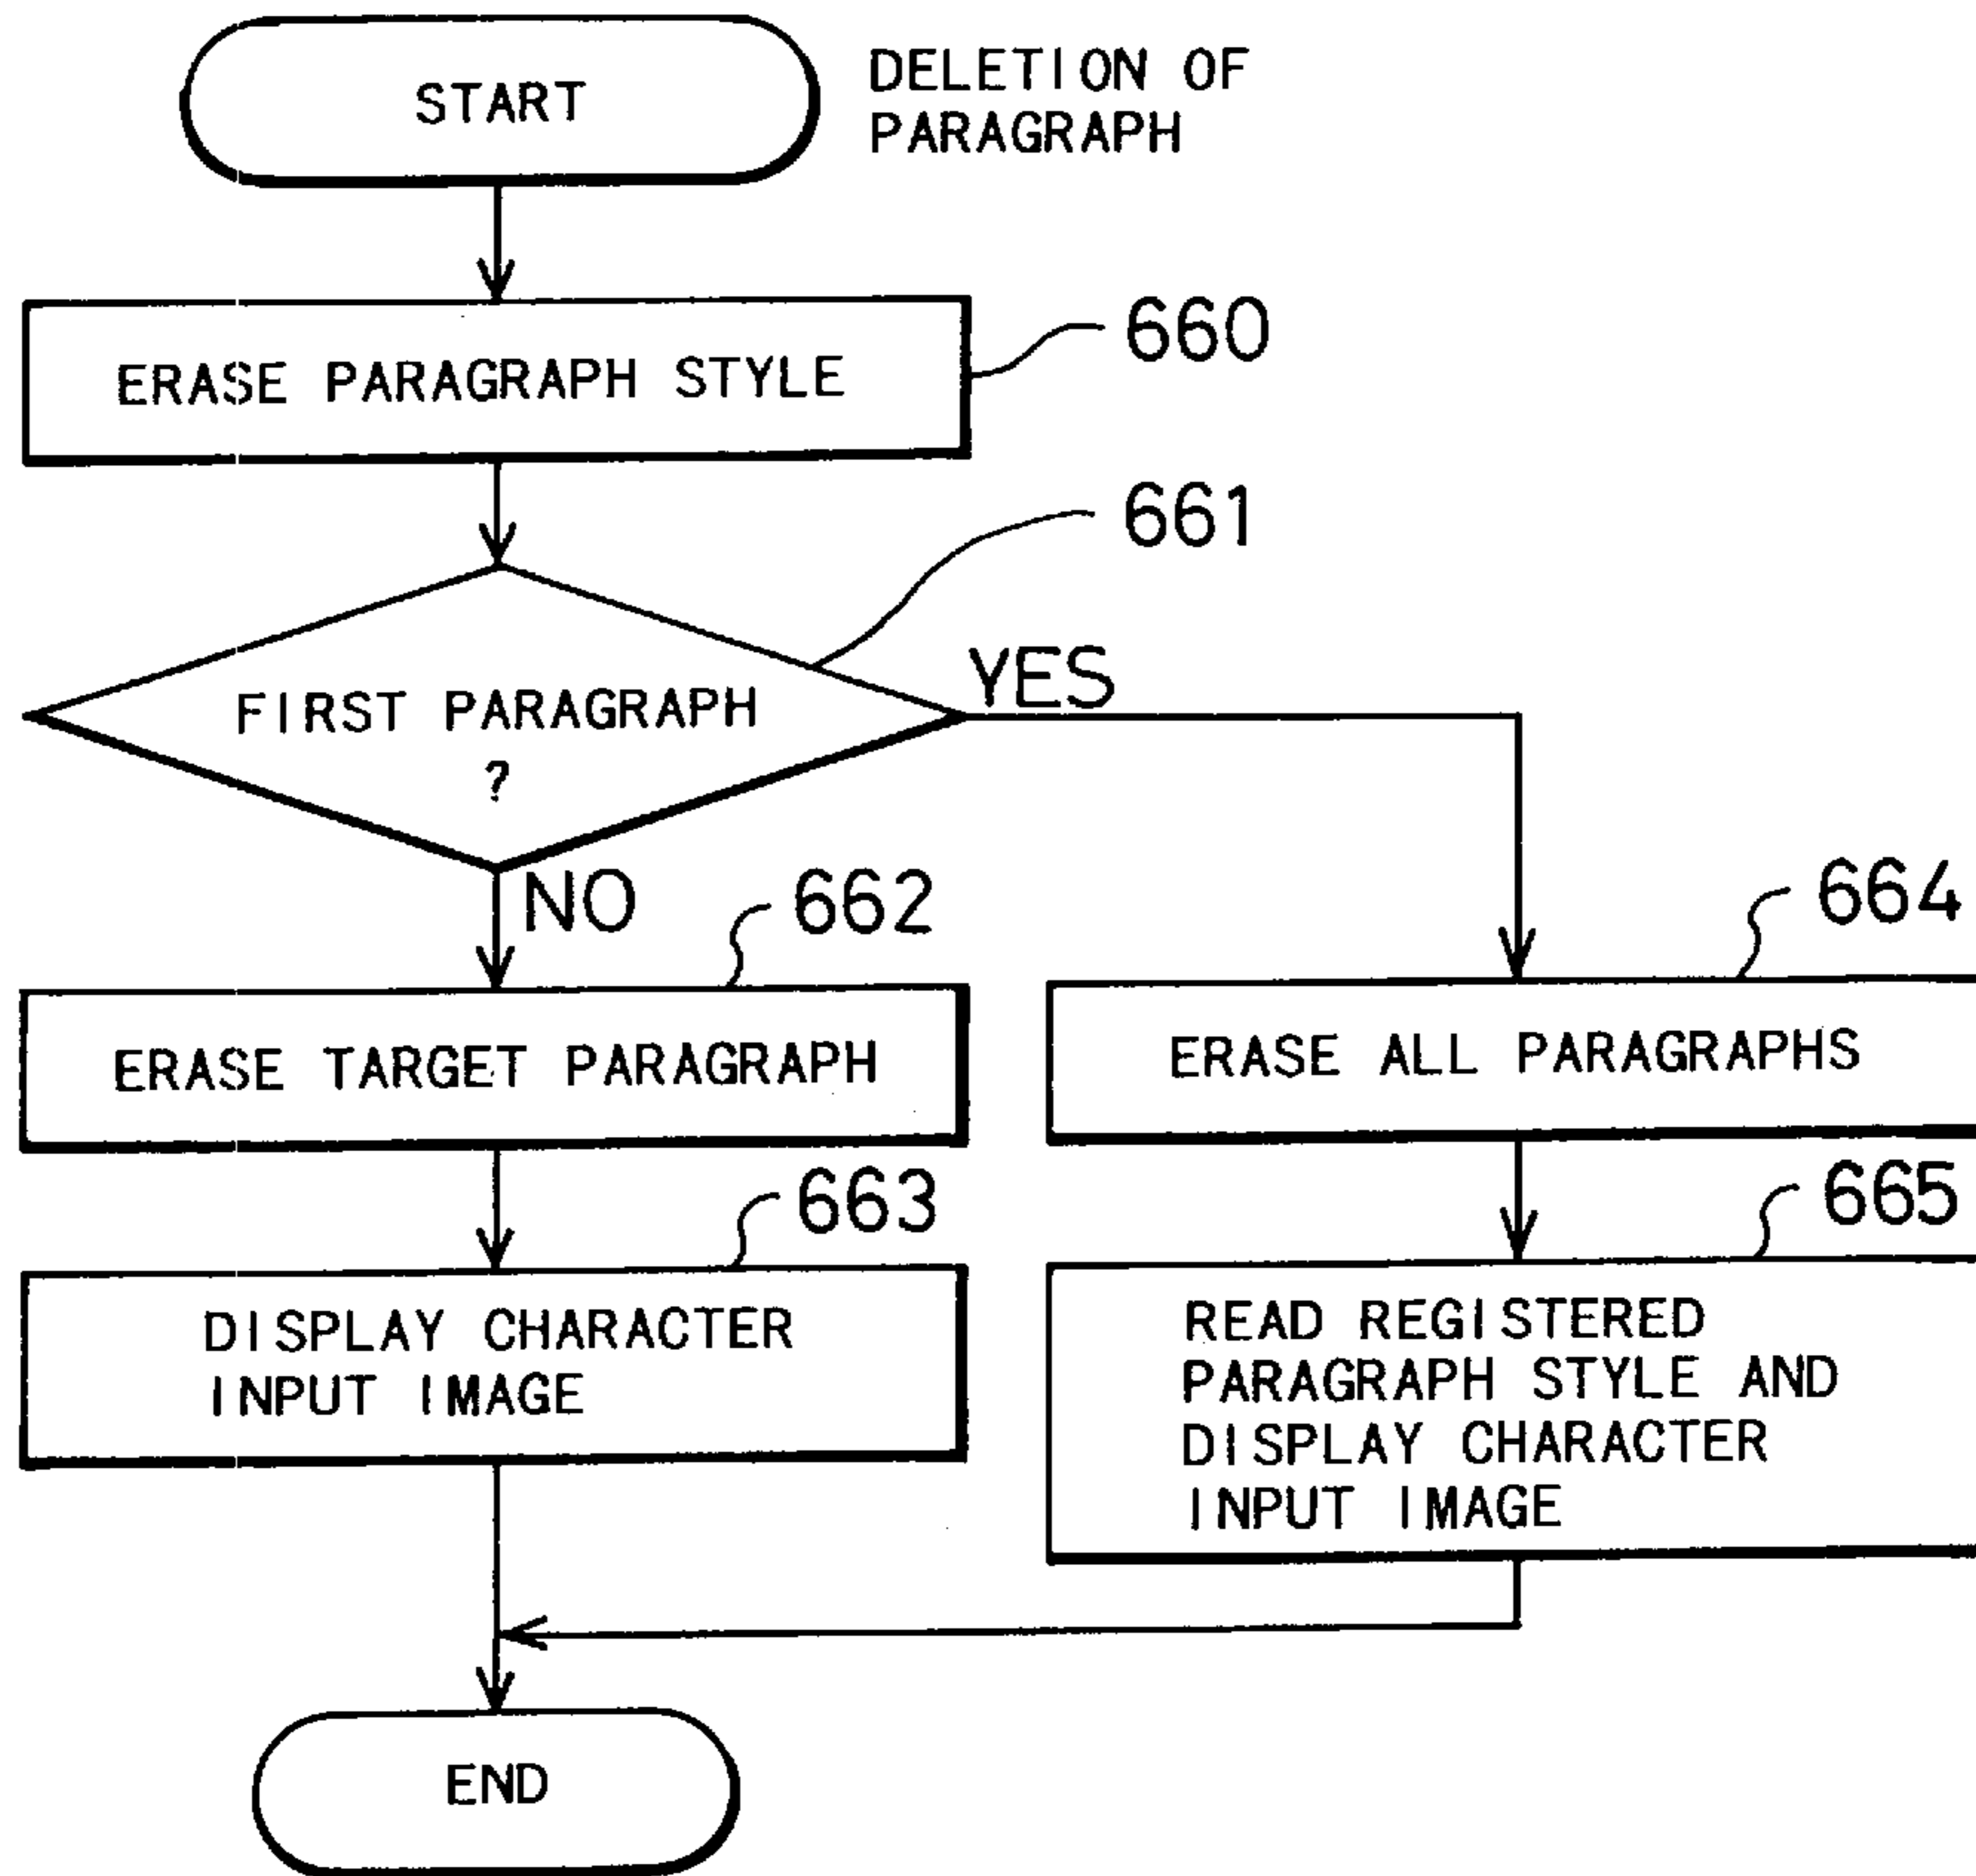 START
DELETION OF
PARAGRAPH
ERASE PARAGRAPH STYLE
660
661
FIRST PARAGRAPH
?
YES
NO
662
664
ERASE TARGET PARAGRAPH
ERASE ALL PARAGRAPHS
663
665
DISPLAY CHARACTER
INPUT IMAGE
READ REGISTERED
PARAGRAPH STYLE AND
DISPLAY CHARACTER
INPUT IMAGE
END